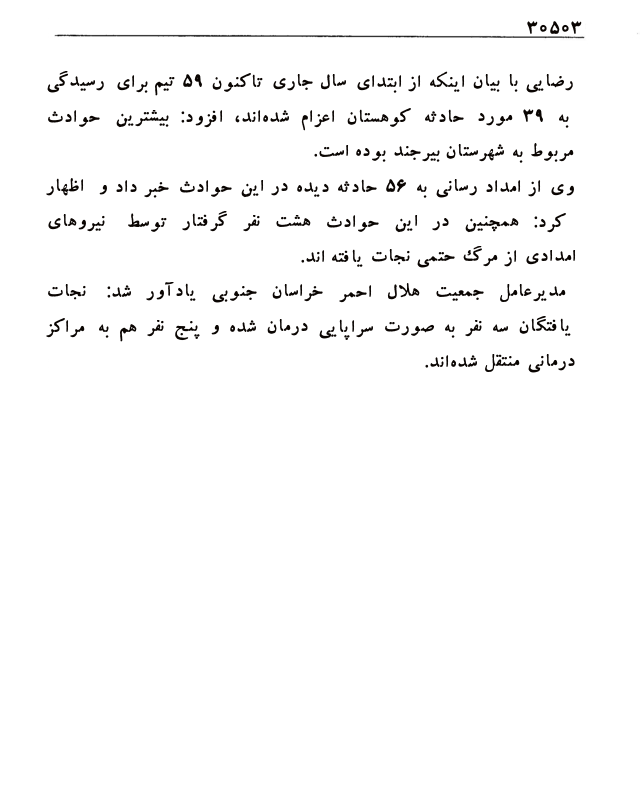 ۳۰۵۰۳
رضایی با بیان اینکه از ابتدای سال جاری تاکنون ۵۹ تیم برای رسیدگی
به ۳۹ مورد حادثه کوهستان اعزام شده‌اند، افزود: بیشترین حوادث
مربوط به شهرستان بیرجند بوده است.
وی از امداد رسانی به ۵۶ حادثه دیده در این حوادث خبر داد و اظهار
کرد: همچنین در این حوادث هشت نفر گرفتار توسط نیروهای
امدادی از مرگ حتمی نجات یافته اند.
مدیرعامل جمعیت هلال احمر خراسان جنوبی یادآور شد: نجات
یافتگان سه نفر به صورت سراپایی درمان شده و پنج نفر هم به مراکز
درمانی منتقل شده‌اند.